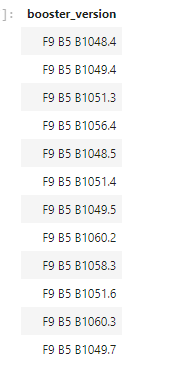 ]: booster_version
F9 B5 B1048.4
F9 B5 B1049.4
F9 B5 B1051.3
F9 B5 B1056.4
F9 B5 B1048.5
F9 B5 B1051.4
F9 B5 B1049.5
F9 B5 B1060.2
F9 B5 B1058.3
F9 B5 B1051.6
F9 B5 B1060.3
F9 B5 B1049.7